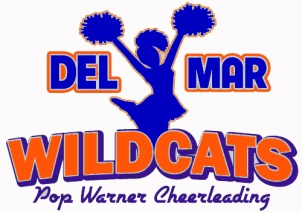 DEL MAR
WILDCATS
Pop Warner Cheerleading